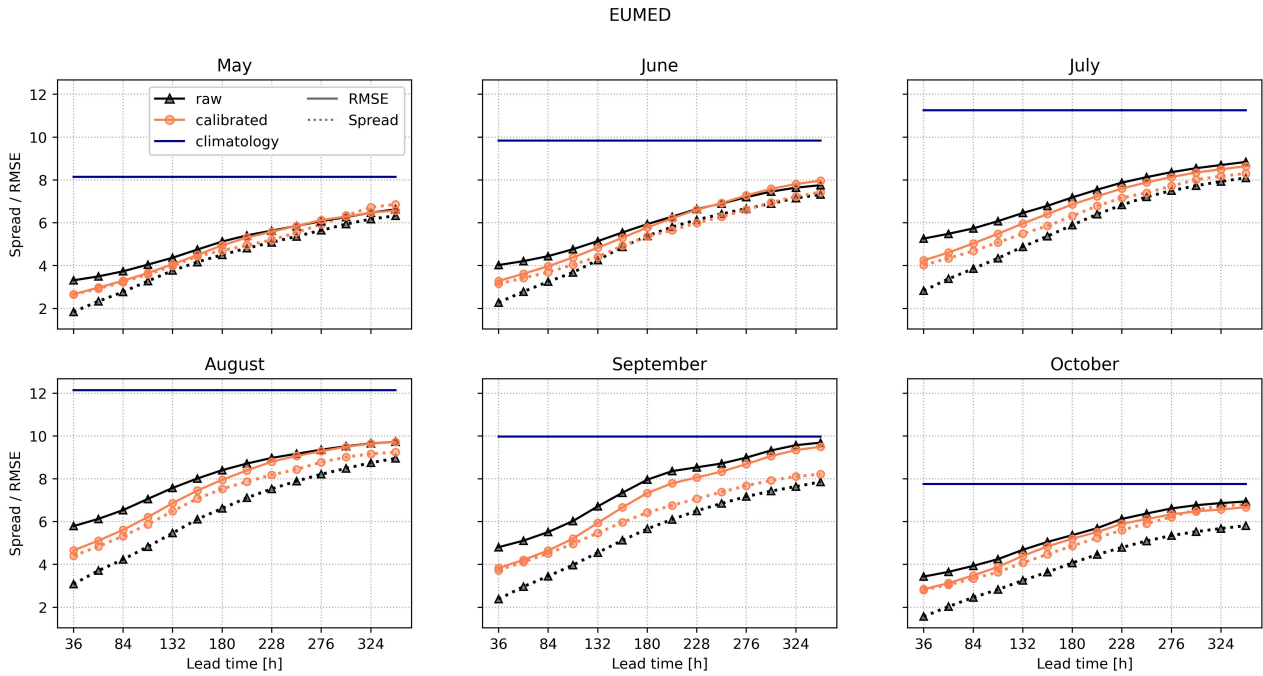 EUMED
May
June
July
12
10
8
6
4
2
Spread / RMSE
raw
calibrated
climatology
RMSE
Spread
August
September
October
12
10
8
6
4
2
Spread / RMSE
36 84 132 180 228 276 324
36 84 132 180 228 276 324
36 84 132 180 228 276 324
Lead time [h]
Lead time [h]
Lead time [h]